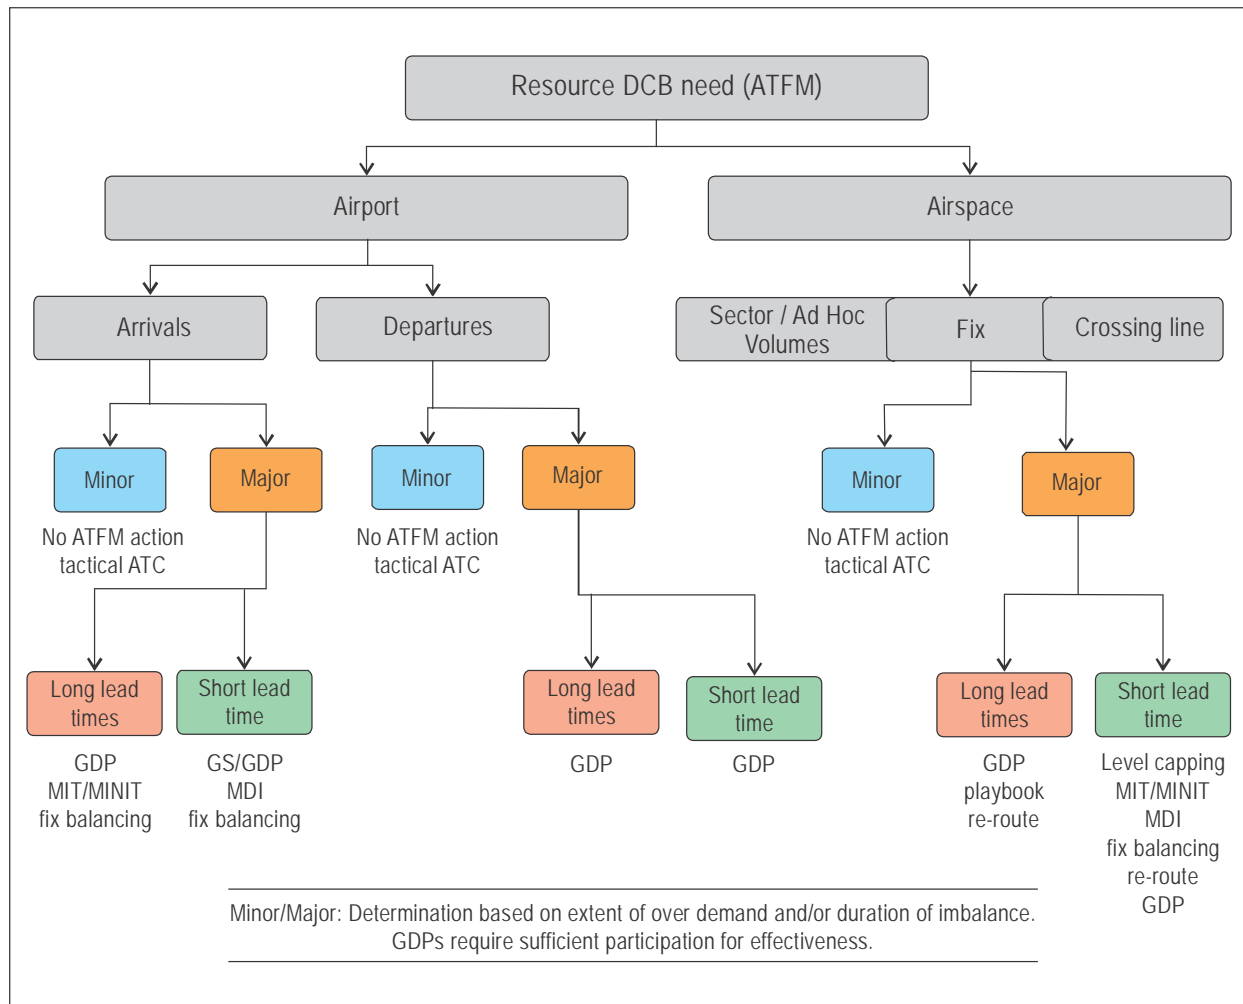 Resource DCB need (ATFM)
Airport
Airspace
Arrivals
Departures
Sector / Ad Hoc
Volumes
Fix
Crossing line
Minor
Major
Minor
Major
Minor
Major
No ATFM action
tactical ATC
No ATFM action
tactical ATC
No ATFM action
tactical ATC
Long lead
times
Short lead
time
Long lead
times
Short lead
time
Long lead
times
Short lead
time
GDP
MIT/MINIT
fix balancing
GS/GDP
MDI
fix balancing
GDP
GDP
GDP
playbook
re-route
Level capping
MIT/MINIT
MDI
fix balancing
re-route
GDP
Minor/Major: Determination based on extent of over demand and/or duration of imbalance.
GDPs require sufficient participation for effectiveness.